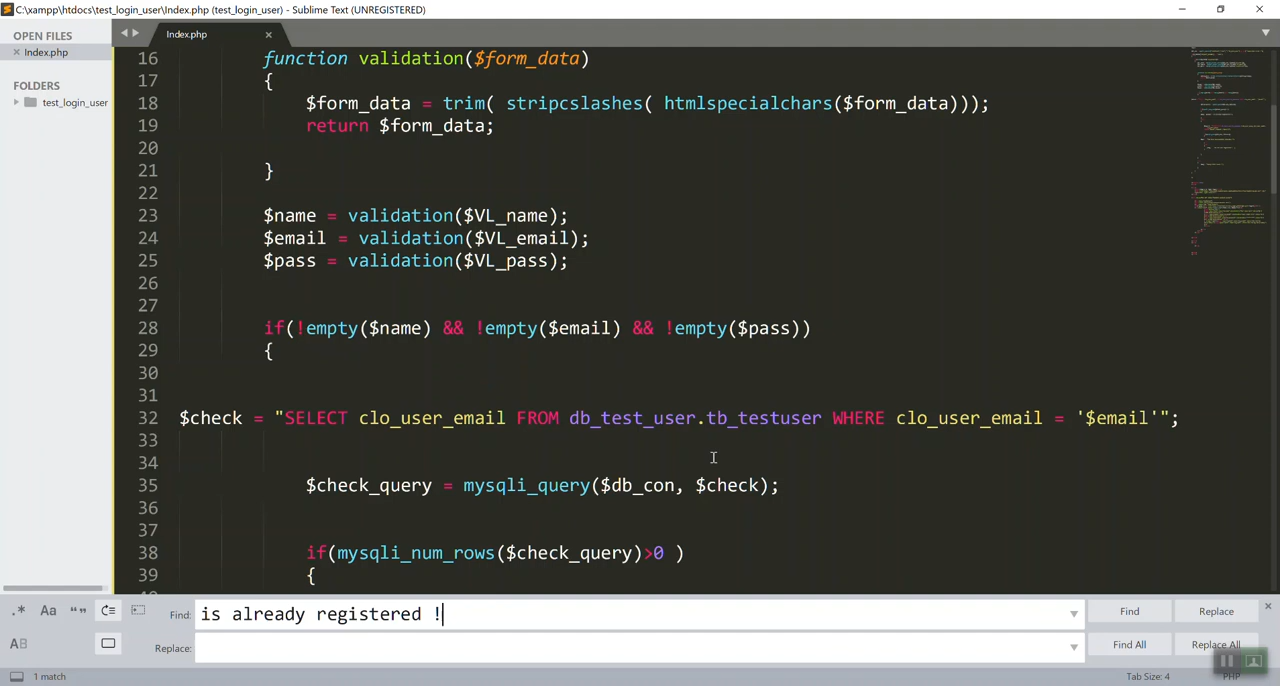 C:\xampp\htdocs\test_login_user\Index.php (test_login_user) - Sublime Text (UNREGISTERED)
OPEN FILES
Index.php
FOLDERS
test_login_user
Index.php
16 function validation($form_data)
17 {
18 $form_data = trim( stripcslashes( htmlspecialchars($form_data)));
19 return $form_data;
20
21 }
22
23 $name = validation($VL_name);
24 $email = validation($VL_email);
25 $pass = validation($VL_pass);
26
27
28 if(!empty($name) && !empty($email) && !empty($pass))
29 {
30
31
32 $check = "SELECT clo_user_email FROM db_test_user.tb_testuser WHERE clo_user_email = '$email'";
33
34
35 $check_query = mysqli_query($db_con, $check);
36
37
38 if(mysqli_num_rows($check_query)>0 )
39 {
.* Aa “” Find: is already registered ! Find Replace
AB Replace: Find All Replace All
1 match Tab Size: 4 PHP